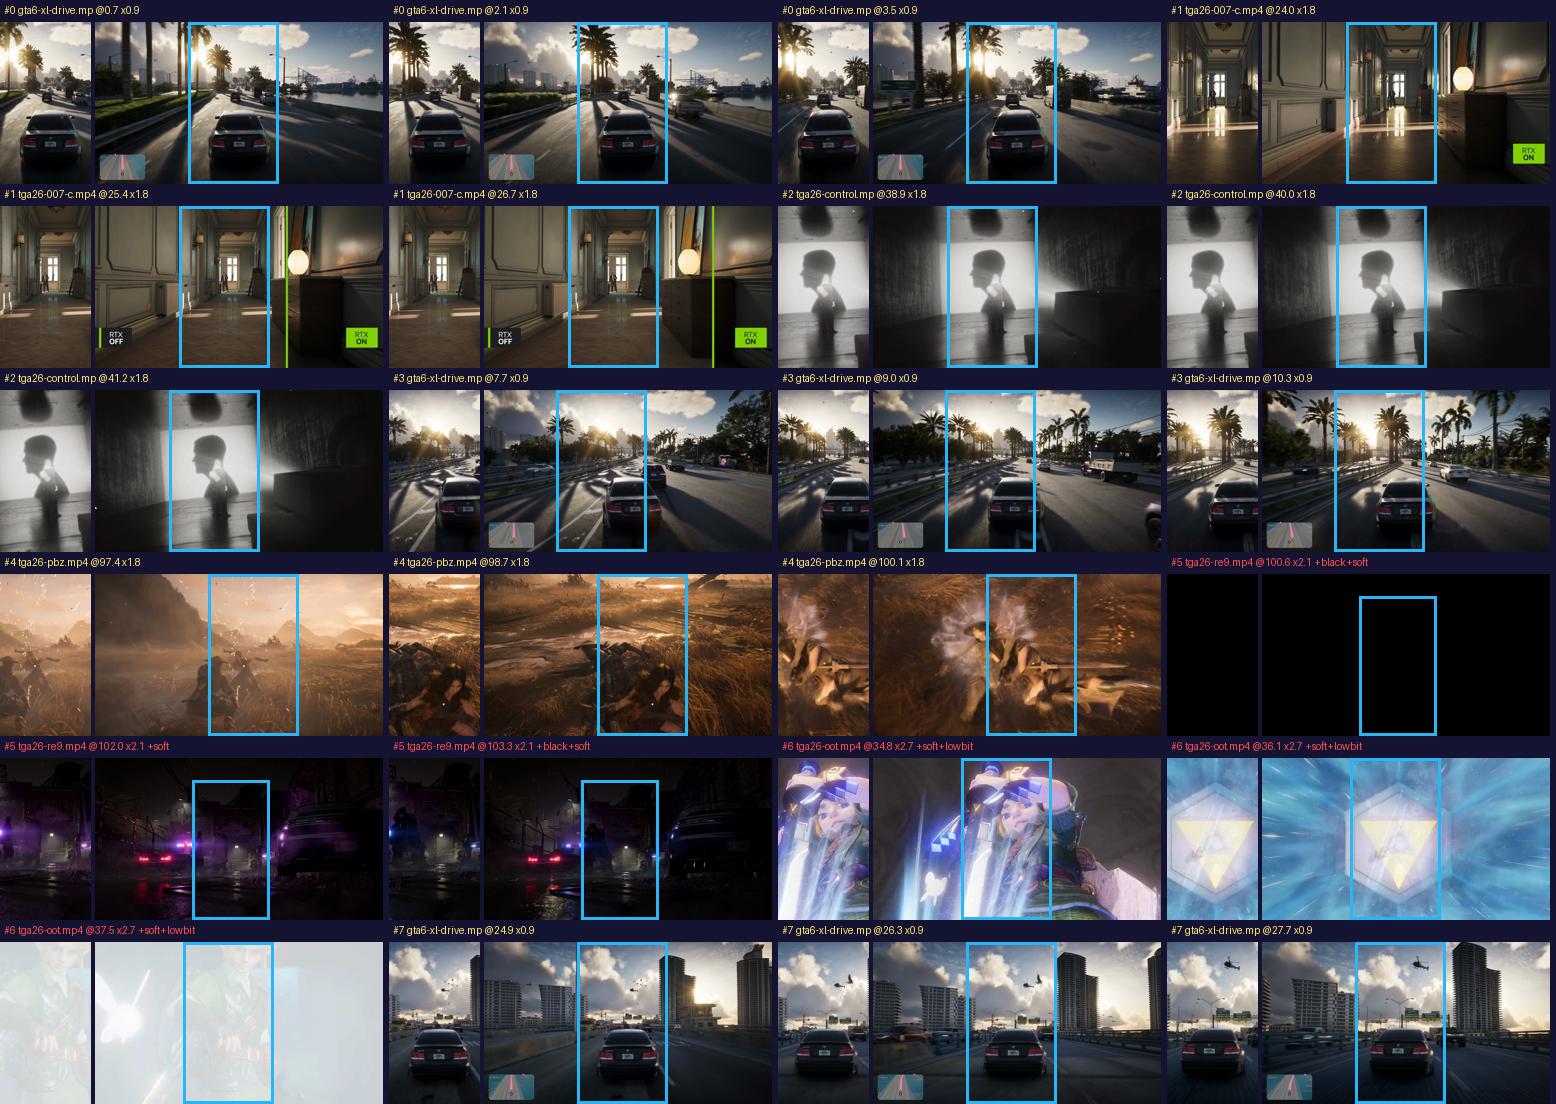 #0 gta6-xl-drive.mp @0.7 x0.9
#0 gta6-xl-drive.mp @2.1 x0.9
#0 gta6-xl-drive.mp @3.5 x0.9
#1 tga26-007-c.mp4 @24.0 x1.8
RTX
ON
#1 tga26-007-c.mp4 @25.4 x1.8
#1 tga26-007-c.mp4 @26.7 x1.8
#2 tga26-control.mp @38.9 x1.8
#2 tga26-control.mp @40.0 x1.8
RTX
OFF
RTX
ON
RTX
OFF
RTX
ON
#2 tga26-control.mp @41.2 x1.8
#3 gta6-xl-drive.mp @7.7 x0.9
#3 gta6-xl-drive.mp @9.0 x0.9
#3 gta6-xl-drive.mp @10.3 x0.9
#4 tga26-pbz.mp4 @97.4 x1.8
#4 tga26-pbz.mp4 @98.7 x1.8
#4 tga26-pbz.mp4 @100.1 x1.8
#5 tga26-re9.mp4 @100.6 x2.1 +black+soft
#5 tga26-re9.mp4 @102.0 x2.1 +soft
#5 tga26-re9.mp4 @103.3 x2.1 +black+soft
#6 tga26-oot.mp4 @34.8 x2.7 +soft+lowbit
#6 tga26-oot.mp4 @36.1 x2.7 +soft+lowbit
#6 tga26-oot.mp4 @37.5 x2.7 +soft+lowbit
#7 gta6-xl-drive.mp @24.9 x0.9
#7 gta6-xl-drive.mp @26.3 x0.9
#7 gta6-xl-drive.mp @27.7 x0.9